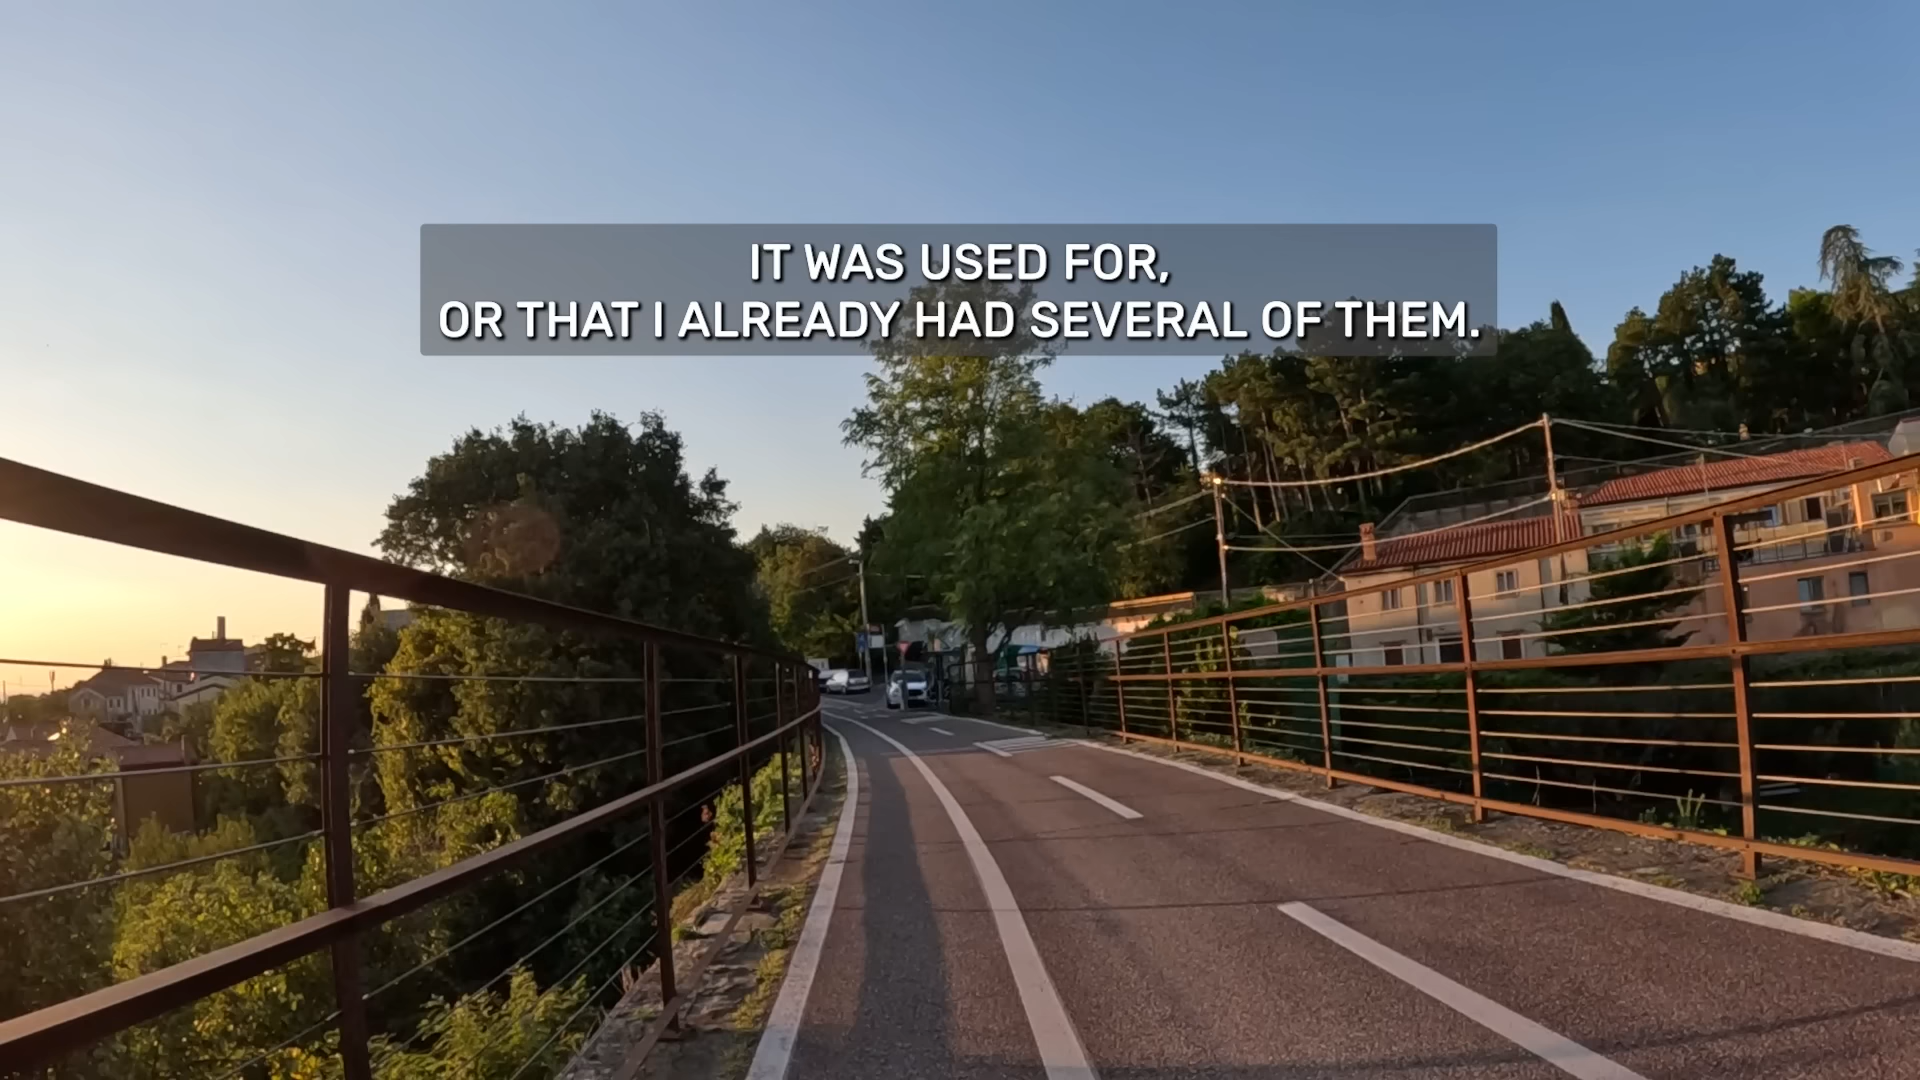 IT WAS USED FOR,
OR THAT I ALREADY HAD SEVERAL OF THEM.